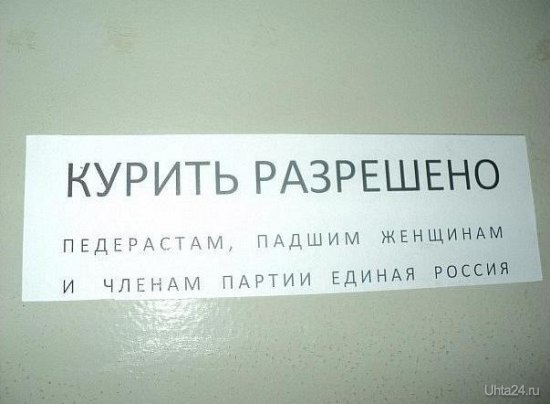 КУРИТЬ РАЗРЕШЕНО
ПЕДЕРАСТАМ, ПАДШИМ ЖЕНЩИНАМ
И ЧЛЕНАМ ПАРТИИ ЕДИНАЯ РОССИЯ
Uhta24.ru